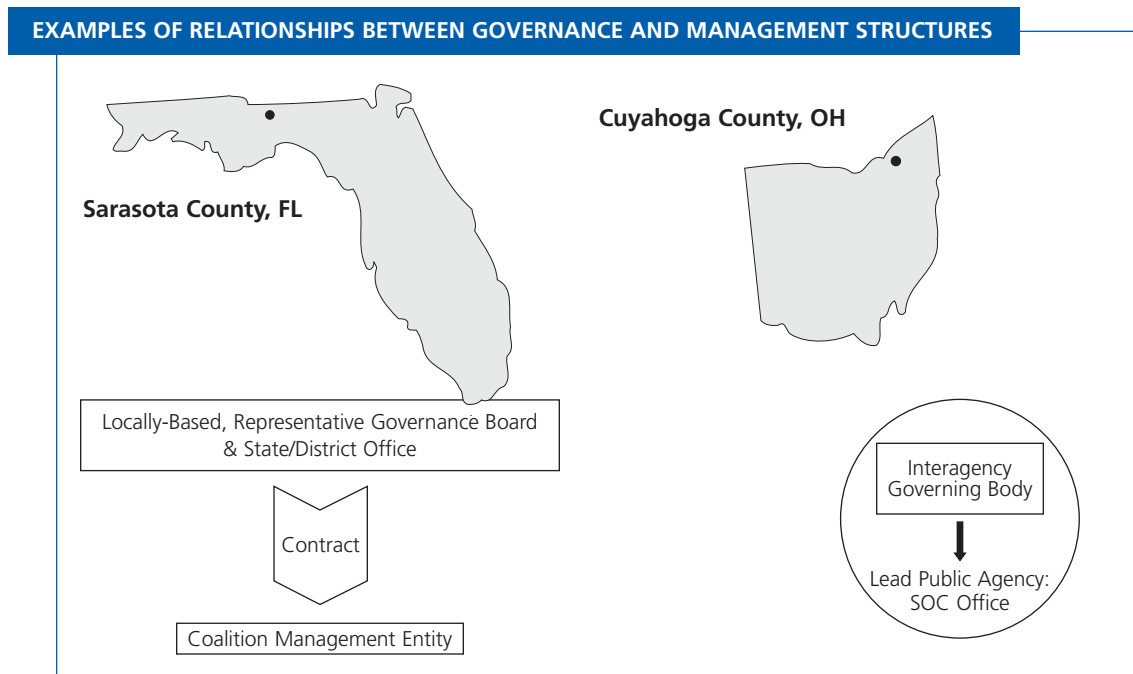 EXAMPLES OF RELATIONSHIPS BETWEEN GOVERNANCE AND MANAGEMENT STRUCTURES
Sarasota County, FL
Locally-Based, Representative Governance Board
& State/District Office
Contract
Coalition Management Entity
Cuyahoga County, OH
Interagency
Governing Body
Lead Public Agency:
SOC Office